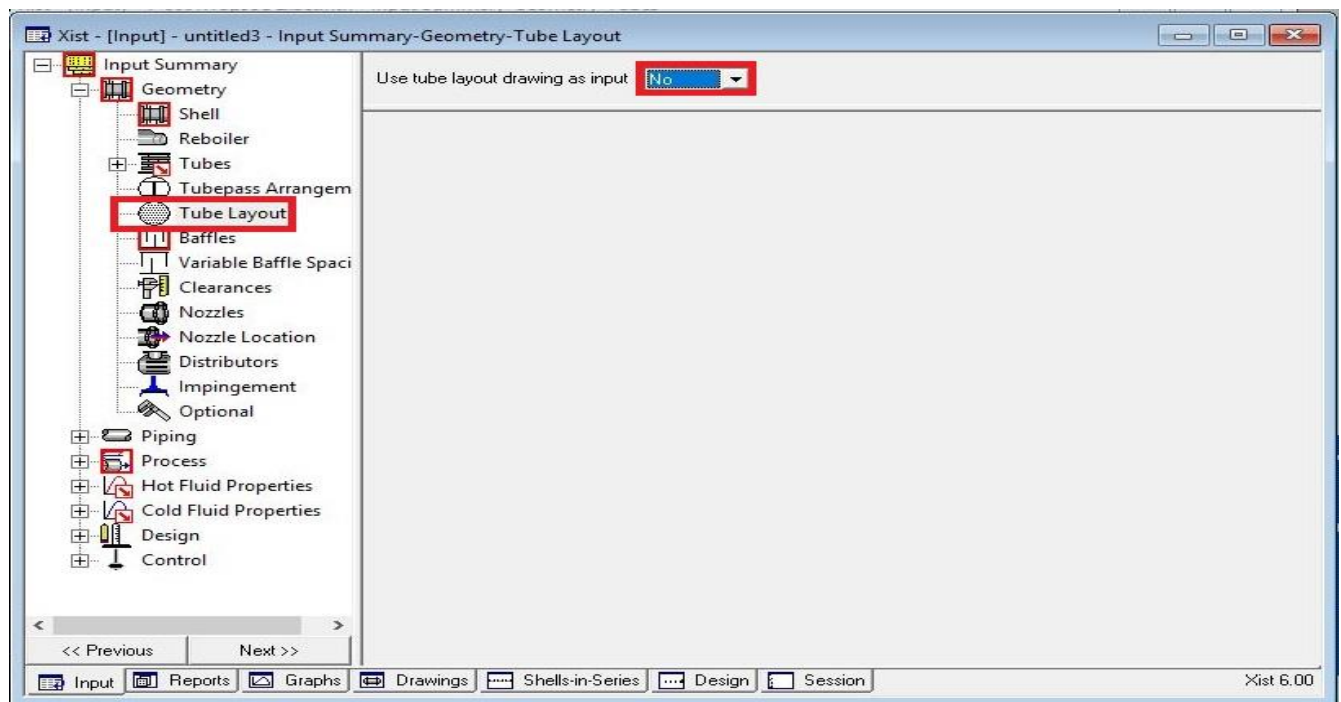 Xist - [Input] - untitled3 - Input Summary-Geometry-Tube Layout
Input Summary
Geometry
Shell
Reboiler
Tubes
Tubepass Arrangem
Tube Layout
Baffles
Variable Baffle Spaci
Clearances
Nozzles
Nozzle Location
Distributors
Impingement
Optional
Piping
Process
Hot Fluid Properties
Cold Fluid Properties
Design
Control
<< Previous Next >>
Use tube layout drawing as input No
Input Reports Graphs Drawings Shells-in-Series Design Session Xist 6.00